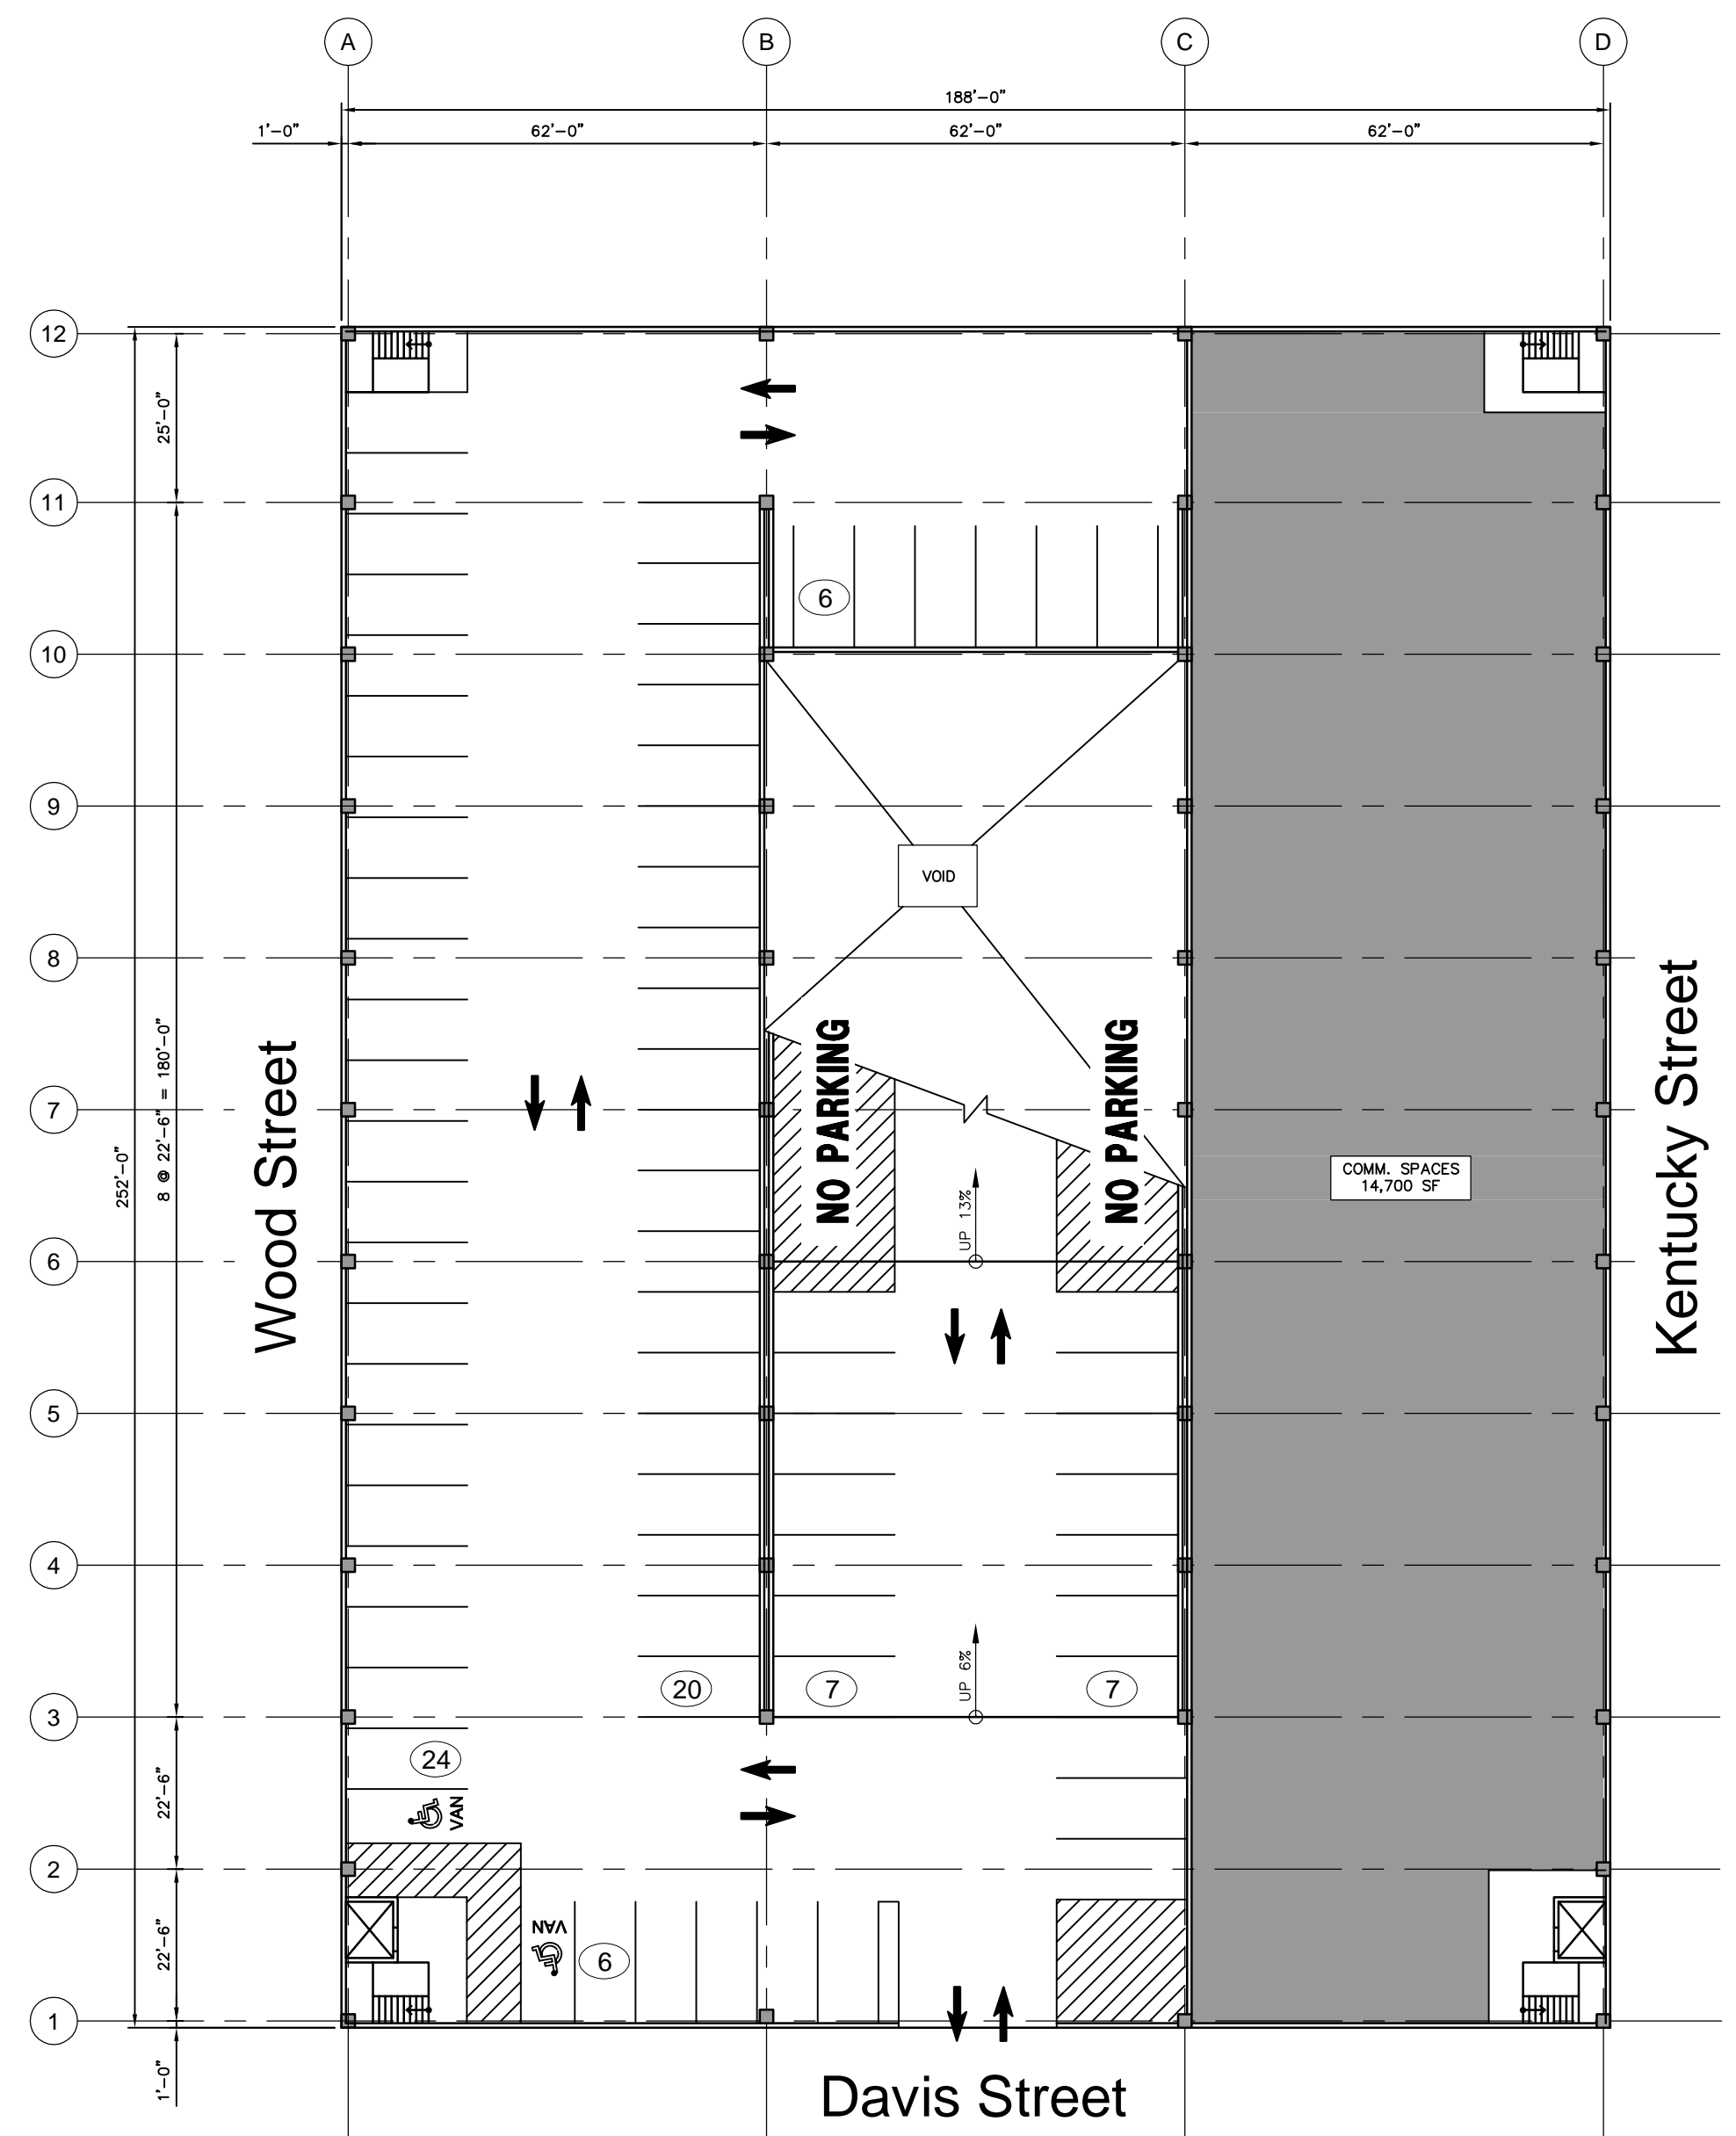 A
B
C
D
188'-0"
1'-0"
62'-0"
62'-0"
62'-0"
12
25'-0"
11
6
10
9
VOID
8
NO PARKING
NO PARKING
7
252'-0"
8 @ 22'-6" = 180'-0"
Wood Street
Kentucky Street
COMM. SPACES
14,700 SF
UP 13%
6
5
4
UP 6%
20
7
7
3
24
22'-6"
VAN
2
VAN
22'-6"
6
1
1'-0"
Davis Street